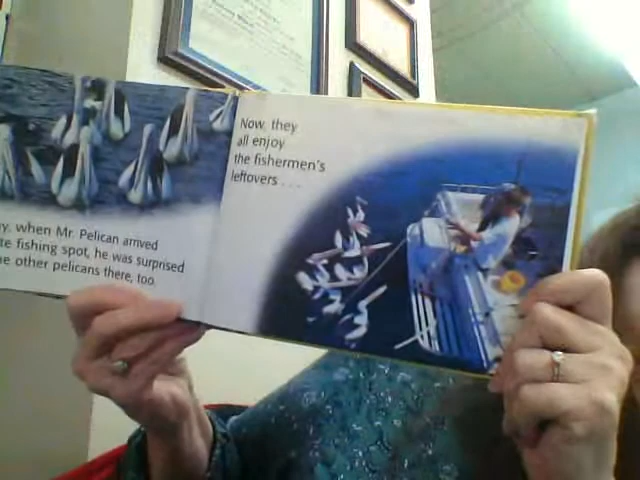 y, when Mr. Pelican arrived
te fishing spot, he was surprised
e other pelicans there, too.
Now, they
all enjoy
the fishermen's
leftovers . . .